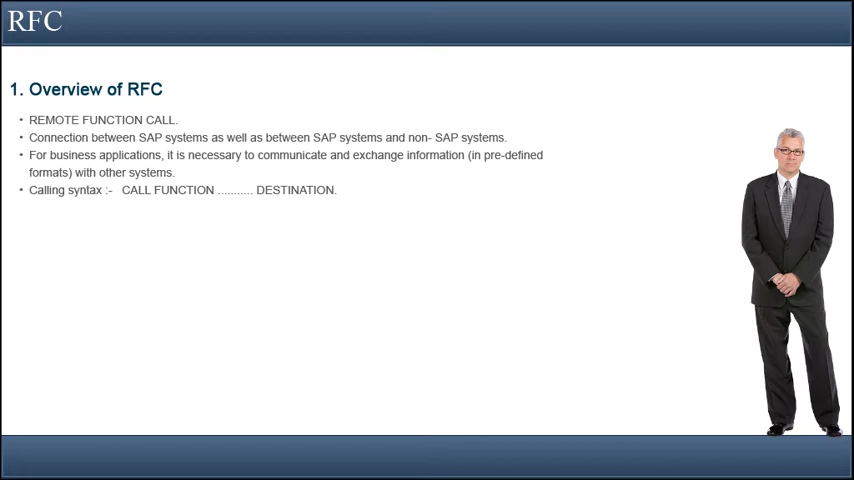 RFC
1. Overview of RFC
• REMOTE FUNCTION CALL.
• Connection between SAP systems as well as between SAP systems and non- SAP systems.
• For business applications, it is necessary to communicate and exchange information (in pre-defined
formats) with other systems.
• Calling syntax :-   CALL FUNCTION ........... DESTINATION.